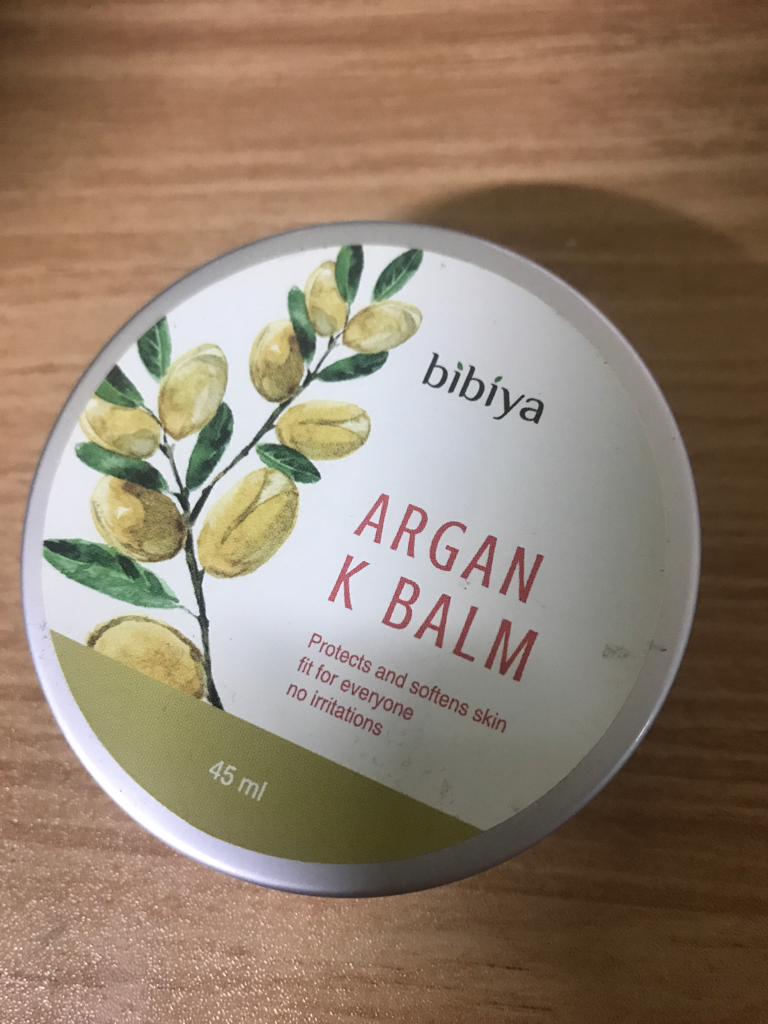 bibiya
ARGAN
K BALM
Protects and softens skin
fit for everyone
no irritations
45 ml